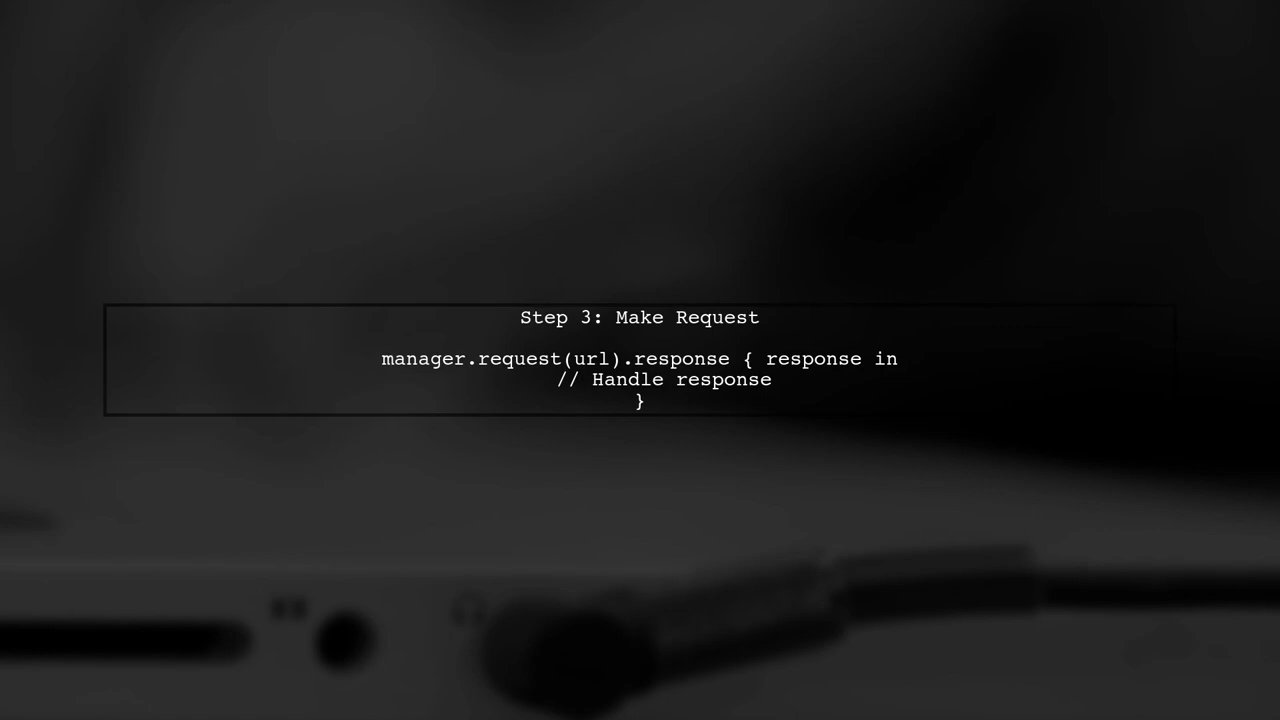 Step 3: Make Request
manager.request(url).response { response in
// Handle response
}